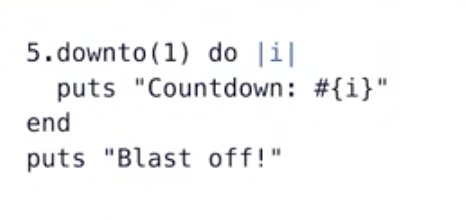 5.downto(1) do |i|
  puts "Countdown: #{i}"
end
puts "Blast off!"